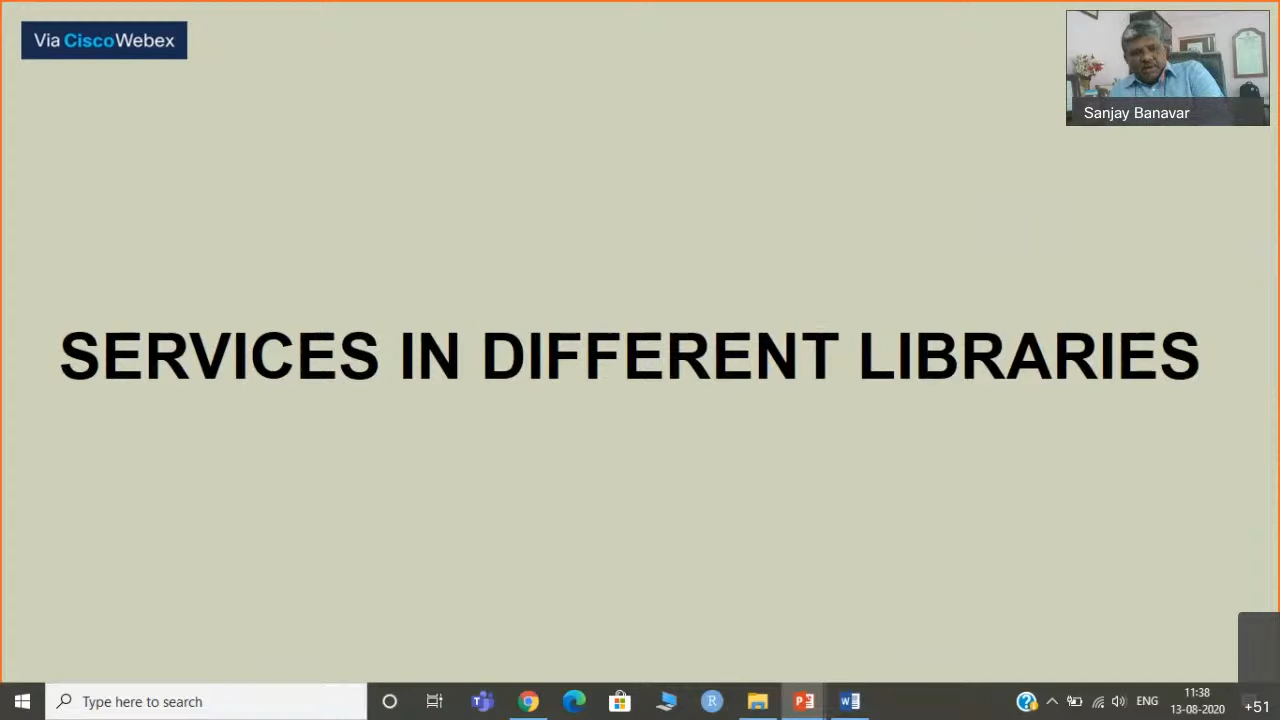 Via CiscoWebex
Sanjay Banavar
SERVICES IN DIFFERENT LIBRARIES
Type here to search
ENG
11:38
13-08-2020
+51